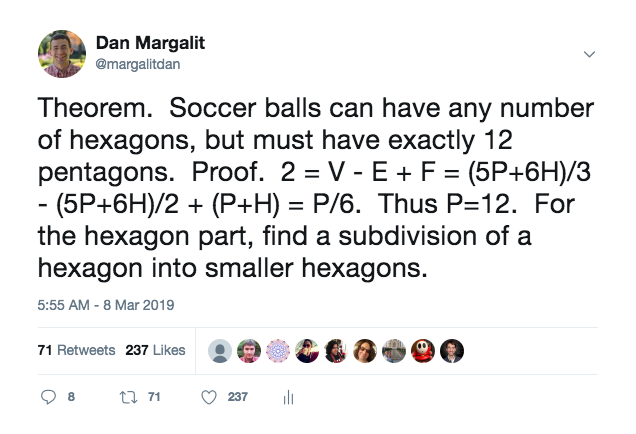 Dan Margalit
@margalitdan
Theorem.  Soccer balls can have any number
of hexagons, but must have exactly 12
pentagons.  Proof.  2 = V - E + F = (5P+6H)/3
- (5P+6H)/2 + (P+H) = P/6.  Thus P=12.  For
the hexagon part, find a subdivision of a
hexagon into smaller hexagons.
5:55 AM - 8 Mar 2019
71 Retweets  237 Likes
8  71  237